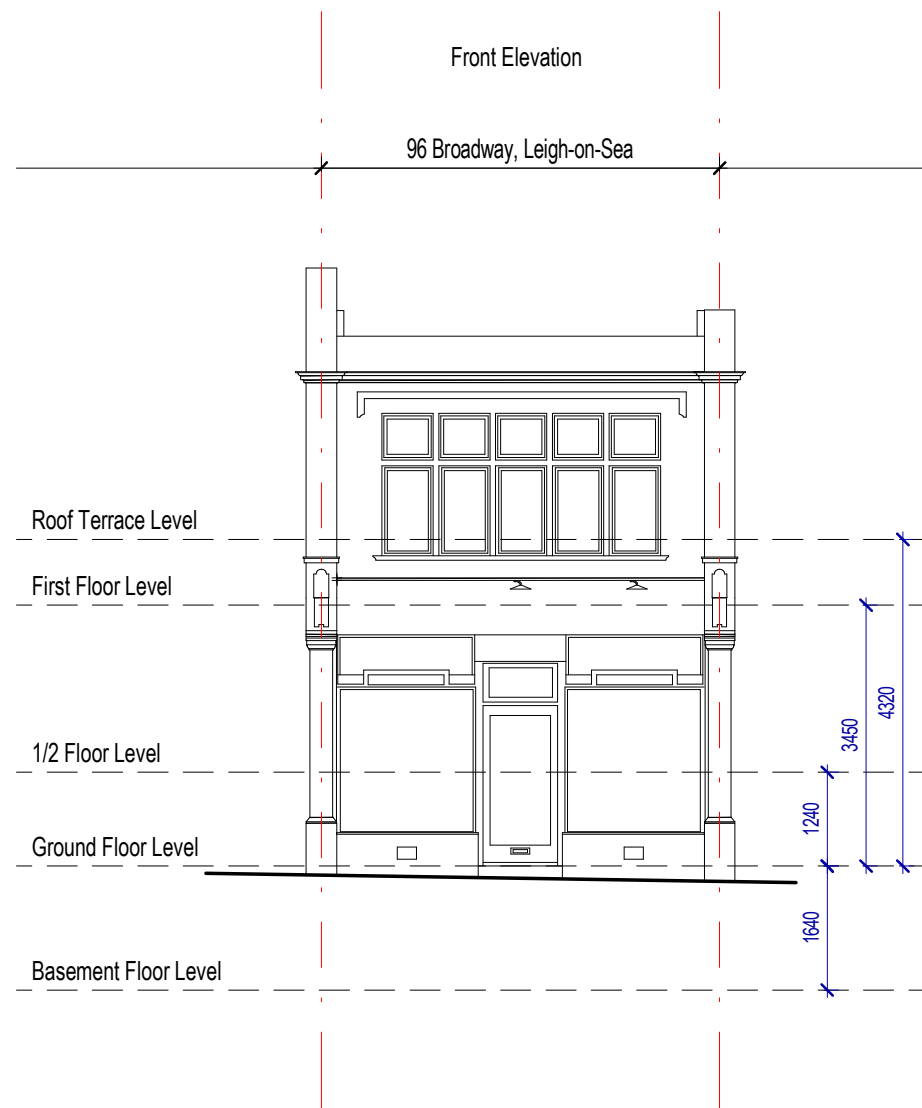 Front Elevation
96 Broadway, Leigh-on-Sea
Roof Terrace Level
First Floor Level
4320
3450
1/2 Floor Level
1240
Ground Floor Level
1640
Basement Floor Level